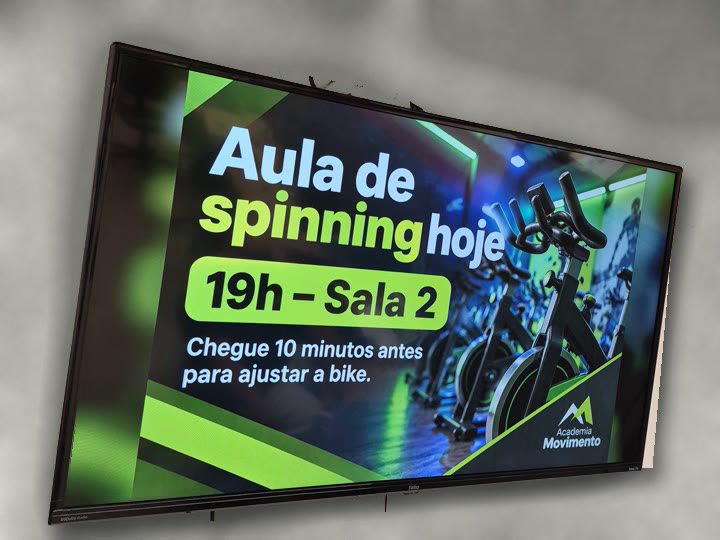 Aula de
spinning hoje
19h – Sala 2
Chegue 10 minutos antes
para ajustar a bike.
Academia
Movimento